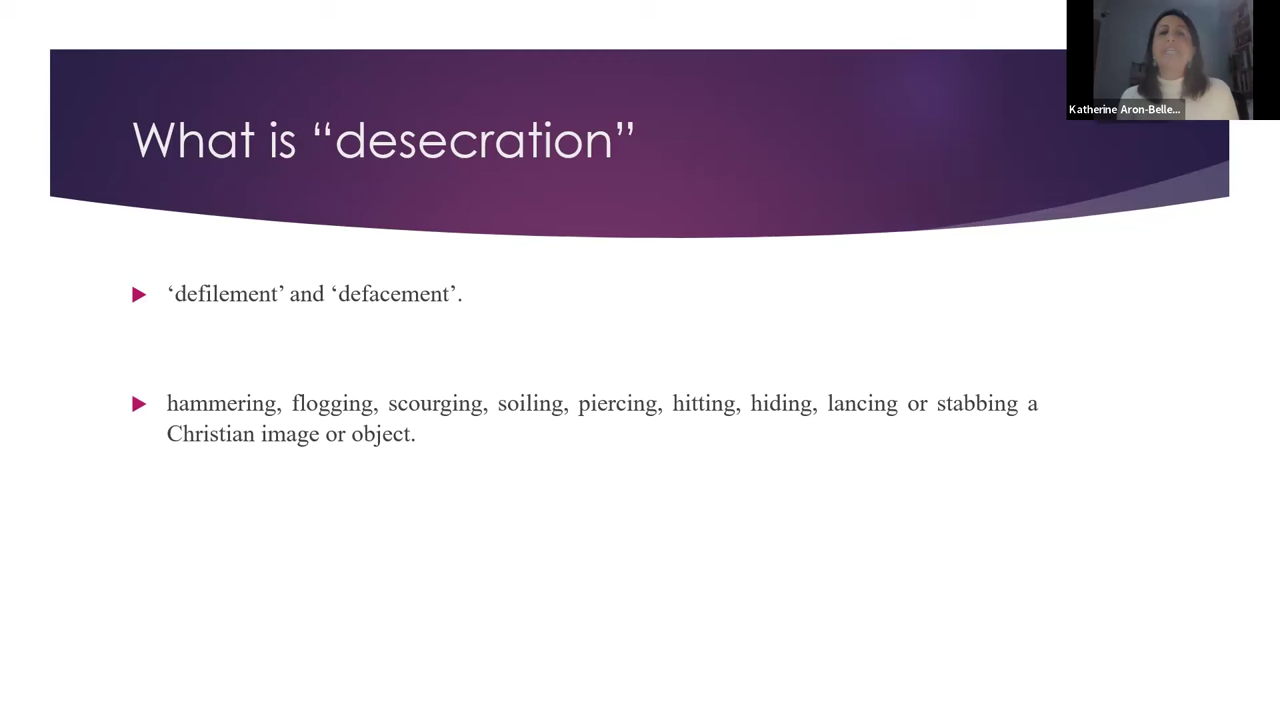 Katherine Aron-Belle...
What is “desecration”
‘defilement’ and ‘defacement’.
hammering, flogging, scourging, soiling, piercing, hitting, hiding, lancing or stabbing a
Christian image or object.